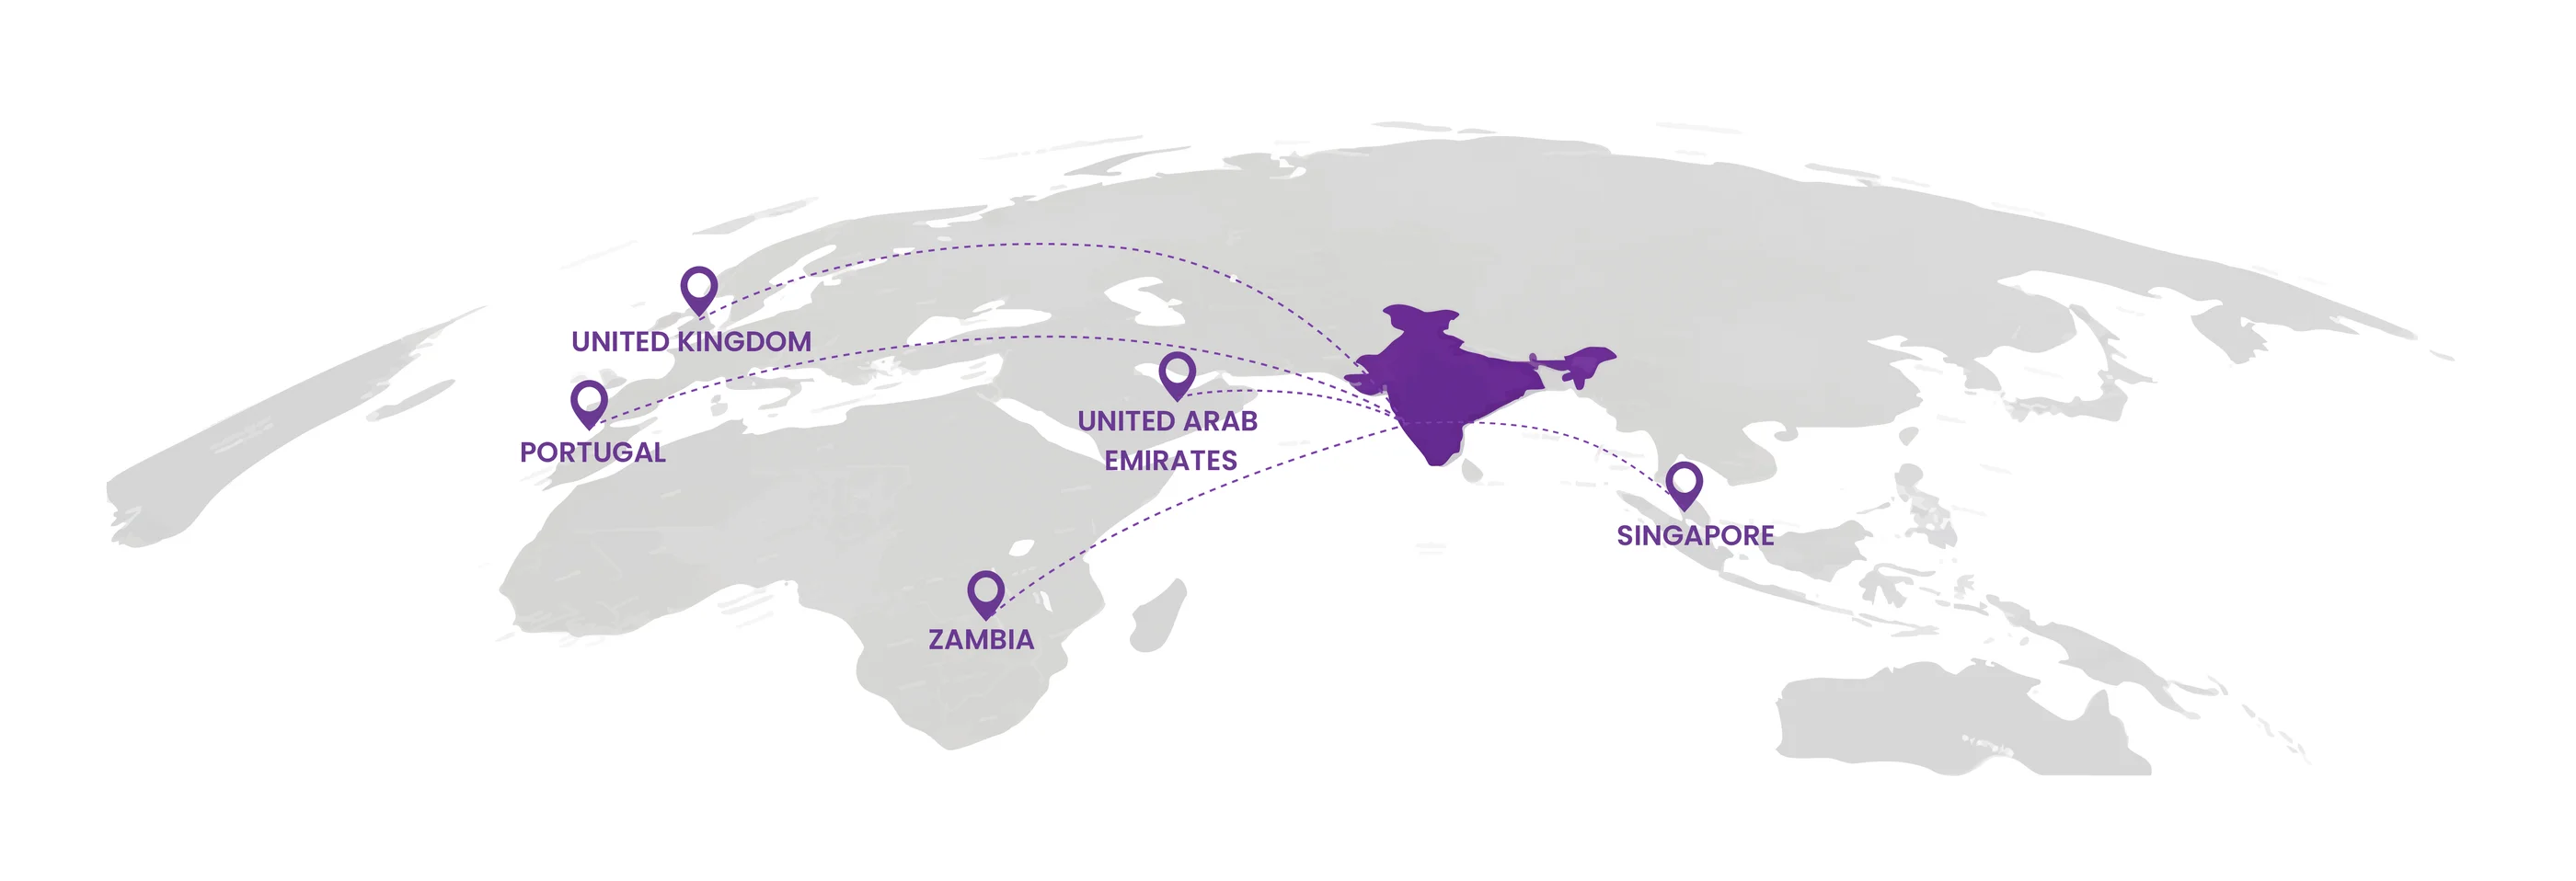 UNITED KINGDOM
PORTUGAL
UNITED ARAB
EMIRATES
SINGAPORE
ZAMBIA